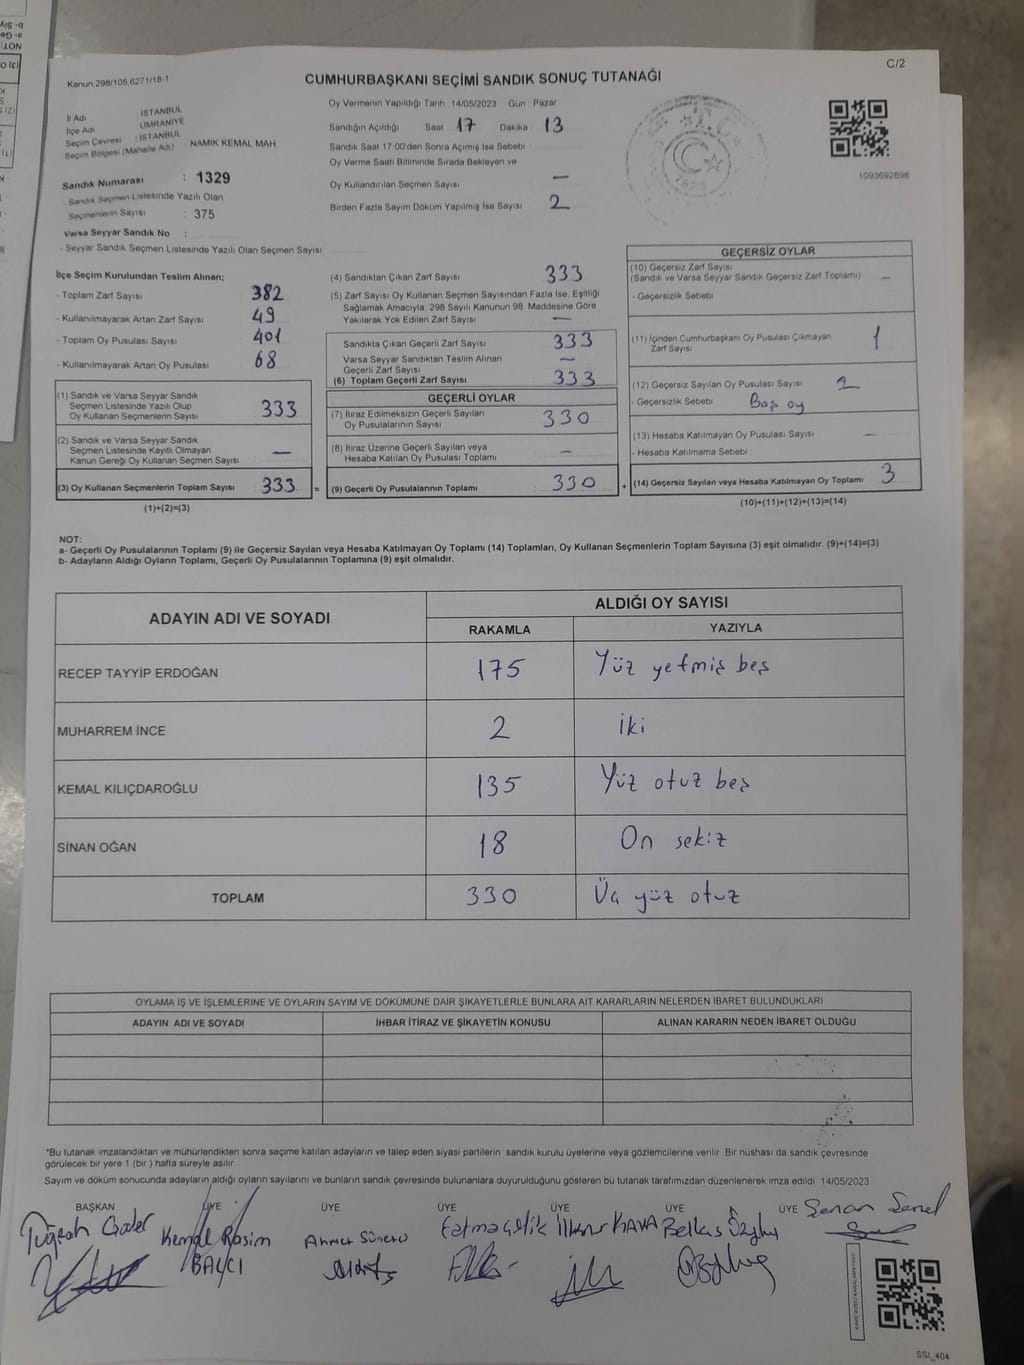 C/2
Kanun;298/105;6271/18-1
CUMHURBAŞKANI SEÇİMİ SANDIK SONUÇ TUTANAĞI
İl Adı : İSTANBUL
İlçe Adı ÜMRANİYE
Seçim Çevresi : İSTANBUL
Seçim Bölgesi (Mahalle Adı) NAMIK KEMAL MAH
Sandık Numarası : 1329
- Sandık Seçmen Listesinde Yazılı Olan
Seçmenlerin Sayısı : 375
Varsa Seyyar Sandık No :
- Seyyar Sandık Seçmen Listesinde Yazılı Olan Seçmen Sayısı
Oy Vermenin Yapıldığı Tarih: 14/05/2023 Gün Pazar
Sandığın Açıldığı Saat 17 Dakika 13
Sandık Saat 17:00'den Sonra Açımış İse Sebebi
Oy Verme Saati Bitiminde Sırada Bekleyen ve
Oy Kullandırılan Seçmen Sayısı —
Birden Fazla Sayım Döküm Yapılmış İse Sayısı 2
T.C.
1093692898
İlçe Seçim Kurulundan Teslim Alınan;
- Toplam Zarf Sayısı 382
- Kullanılmayarak Artan Zarf Sayısı 49
- Toplam Oy Pusulası Sayısı 401
- Kullanılmayarak Artan Oy Pusulası 68
(1) Sandık ve Varsa Seyyar Sandık
Seçmen Listesinde Yazılı Olup
Oy Kullanan Seçmenlerin Sayısı 333
(2) Sandık ve Varsa Seyyar Sandık
Seçmen Listesinde Kayıtlı Olmayan
Kanun Gereği Oy Kullanan Seçmen Sayısı —
(3) Oy Kullanan Seçmenlerin Toplam Sayısı 333 =
(1)+(2)=(3)
(4) Sandıktan Çıkan Zarf Sayısı 333
(5) Zarf Sayısı Oy Kullanan Seçmen Sayısından Fazla İse, Eşitliği
Sağlamak Amacıyla, 298 Sayılı Kanunun 98. Maddesine Göre
Yakılarak Yok Edilen Zarf Sayısı —
Sandıkta Çıkan Geçerli Zarf Sayısı 333
Varsa Seyyar Sandıktan Teslim Alınan
Geçerli Zarf Sayısı —
(6) Toplam Geçerli Zarf Sayısı 333
GEÇERLİ OYLAR
(7) İtiraz Edilmeksizin Geçerli Sayılan
Oy Pusulalarının Sayısı 330
(8) İtiraz Üzerine Geçerli Sayılan veya
Hesaba Katılan Oy Pusulası Toplamı —
(9) Geçerli Oy Pusulalarının Toplamı 330 +
GEÇERSİZ OYLAR
(10) Geçersiz Zarf Sayısı
(Sandık ve Varsa Seyyar Sandık Geçersiz Zarf Toplamı) —
- Geçersizlik Sebebi
(11) İçinden Cumhurbaşkanı Oy Pusulası Çıkmayan
Zarf Sayısı 1
(12) Geçersiz Sayılan Oy Pusulası Sayısı 2
- Geçersizlik Sebebi Boş oy
(13) Hesaba Katılmayan Oy Pusulası Sayısı —
- Hesaba Katılmama Sebebi
(14) Geçersiz Sayılan veya Hesaba Katılmayan Oy Toplamı 3
(10)+(11)+(12)+(13)=(14)
NOT:
a- Geçerli Oy Pusulalarının Toplamı (9) ile Geçersiz Sayılan veya Hesaba Katılmayan Oy Toplamı (14) Toplamları, Oy Kullanan Seçmenlerin Toplam Sayısına (3) eşit olmalıdır. (9)+(14)=(3)
b- Adayların Aldığı Oyların Toplamı, Geçerli Oy Pusulalarının Toplamına (9) eşit olmalıdır.
ADAYIN ADI VE SOYADI ALDIĞI OY SAYISI
RAKAMLA YAZIYLA
RECEP TAYYİP ERDOĞAN 175 Yüz yetmiş beş
MUHARREM İNCE 2 iki
KEMAL KILIÇDAROĞLU 135 Yüz otuz beş
SİNAN OĞAN 18 On sekiz
TOPLAM 330 Üç yüz otuz
OYLAMA İŞ VE İŞLEMLERİNE VE OYLARIN SAYIM VE DÖKÜMÜNE DAİR ŞİKAYETLERLE BUNLARA AİT KARARLARIN NELERDEN İBARET BULUNDUKLARI
ADAYIN ADI VE SOYADI İHBAR İTİRAZ VE ŞİKAYETİN KONUSU ALINAN KARARIN NEDEN İBARET OLDUĞU
*Bu tutanak imzalandıktan ve mühürlendikten sonra seçime katılan adayların ve talep eden siyasi partilerin sandık kurulu üyelerine veya gözlemcilerine verilir. Bir nüshası da sandık çevresinde
görülecek bir yere 1 (bir) hafta süreyle asılır.
Sayım ve döküm sonucunda adayların aldığı oyların sayılarını ve bunların sandık çevresinde bulunanlara duyurulduğunu gösteren bu tutanak tarafımızdan düzenlenerek imza edildi. 14/05/2023
BAŞKAN ÜYE ÜYE ÜYE ÜYE ÜYE ÜYE
Kemal Rasim BALCI
Fatma Çelik
İlknur KAVA
Senan Şenel
SSİ_404